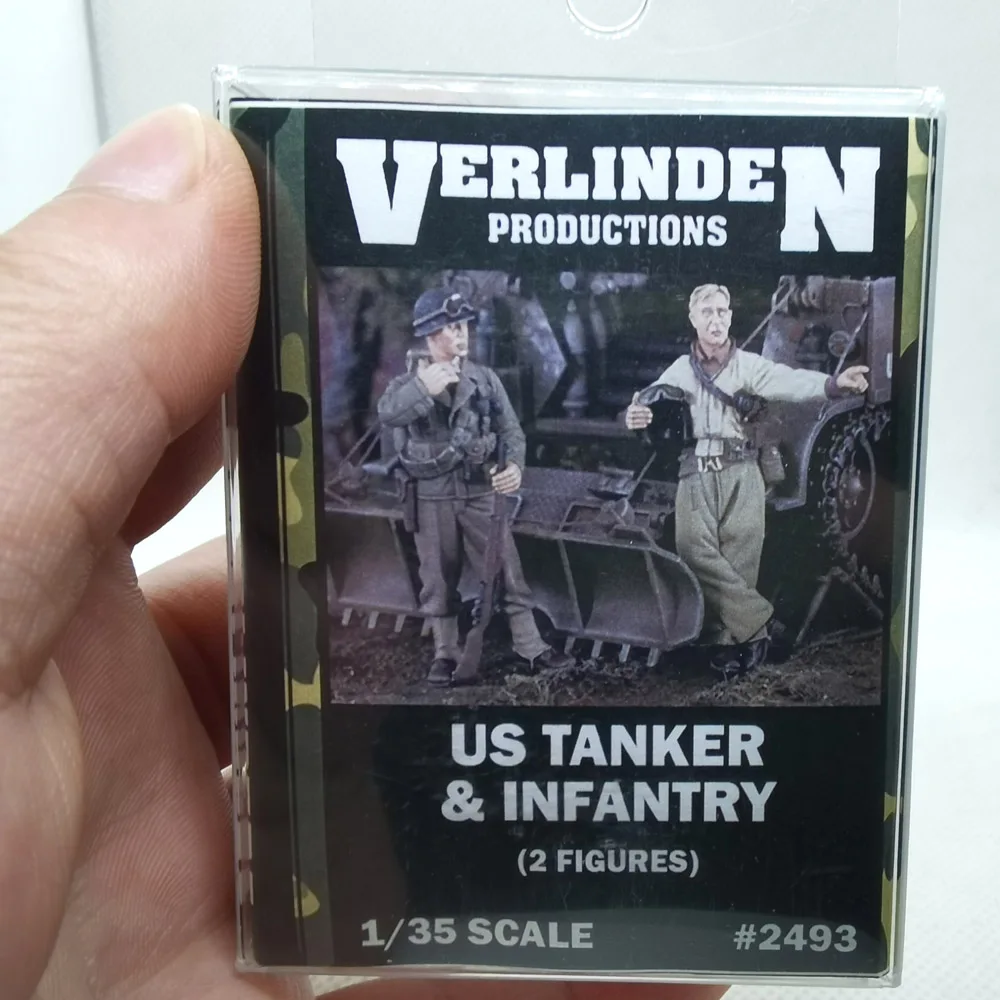 VERLINDEN
PRODUCTIONS
US TANKER
& INFANTRY
(2 FIGURES)
1/35 SCALE
#2493